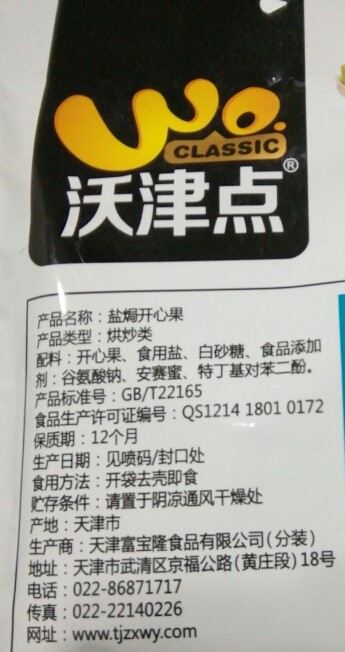 Wo.
CLASSIC
沃津点®
产品名称：盐焗开心果
产品类型：烘炒类
配料：开心果、食用盐、白砂糖、食品添加
剂：谷氨酸钠、安赛蜜、特丁基对苯二酚。
产品标准号：GB/T22165
食品生产许可证编号：QS1214 1801 0172
保质期：12个月
生产日期：见喷码/封口处
食用方法：开袋去壳即食
贮存条件：请置于阴凉通风干燥处
产地：天津市
生产商：天津富宝隆食品有限公司(分装)
地址：天津市武清区京福公路(黄庄段)18号
电话：022-86871717
传真：022-22140226
网址：www.tjzxwy.com